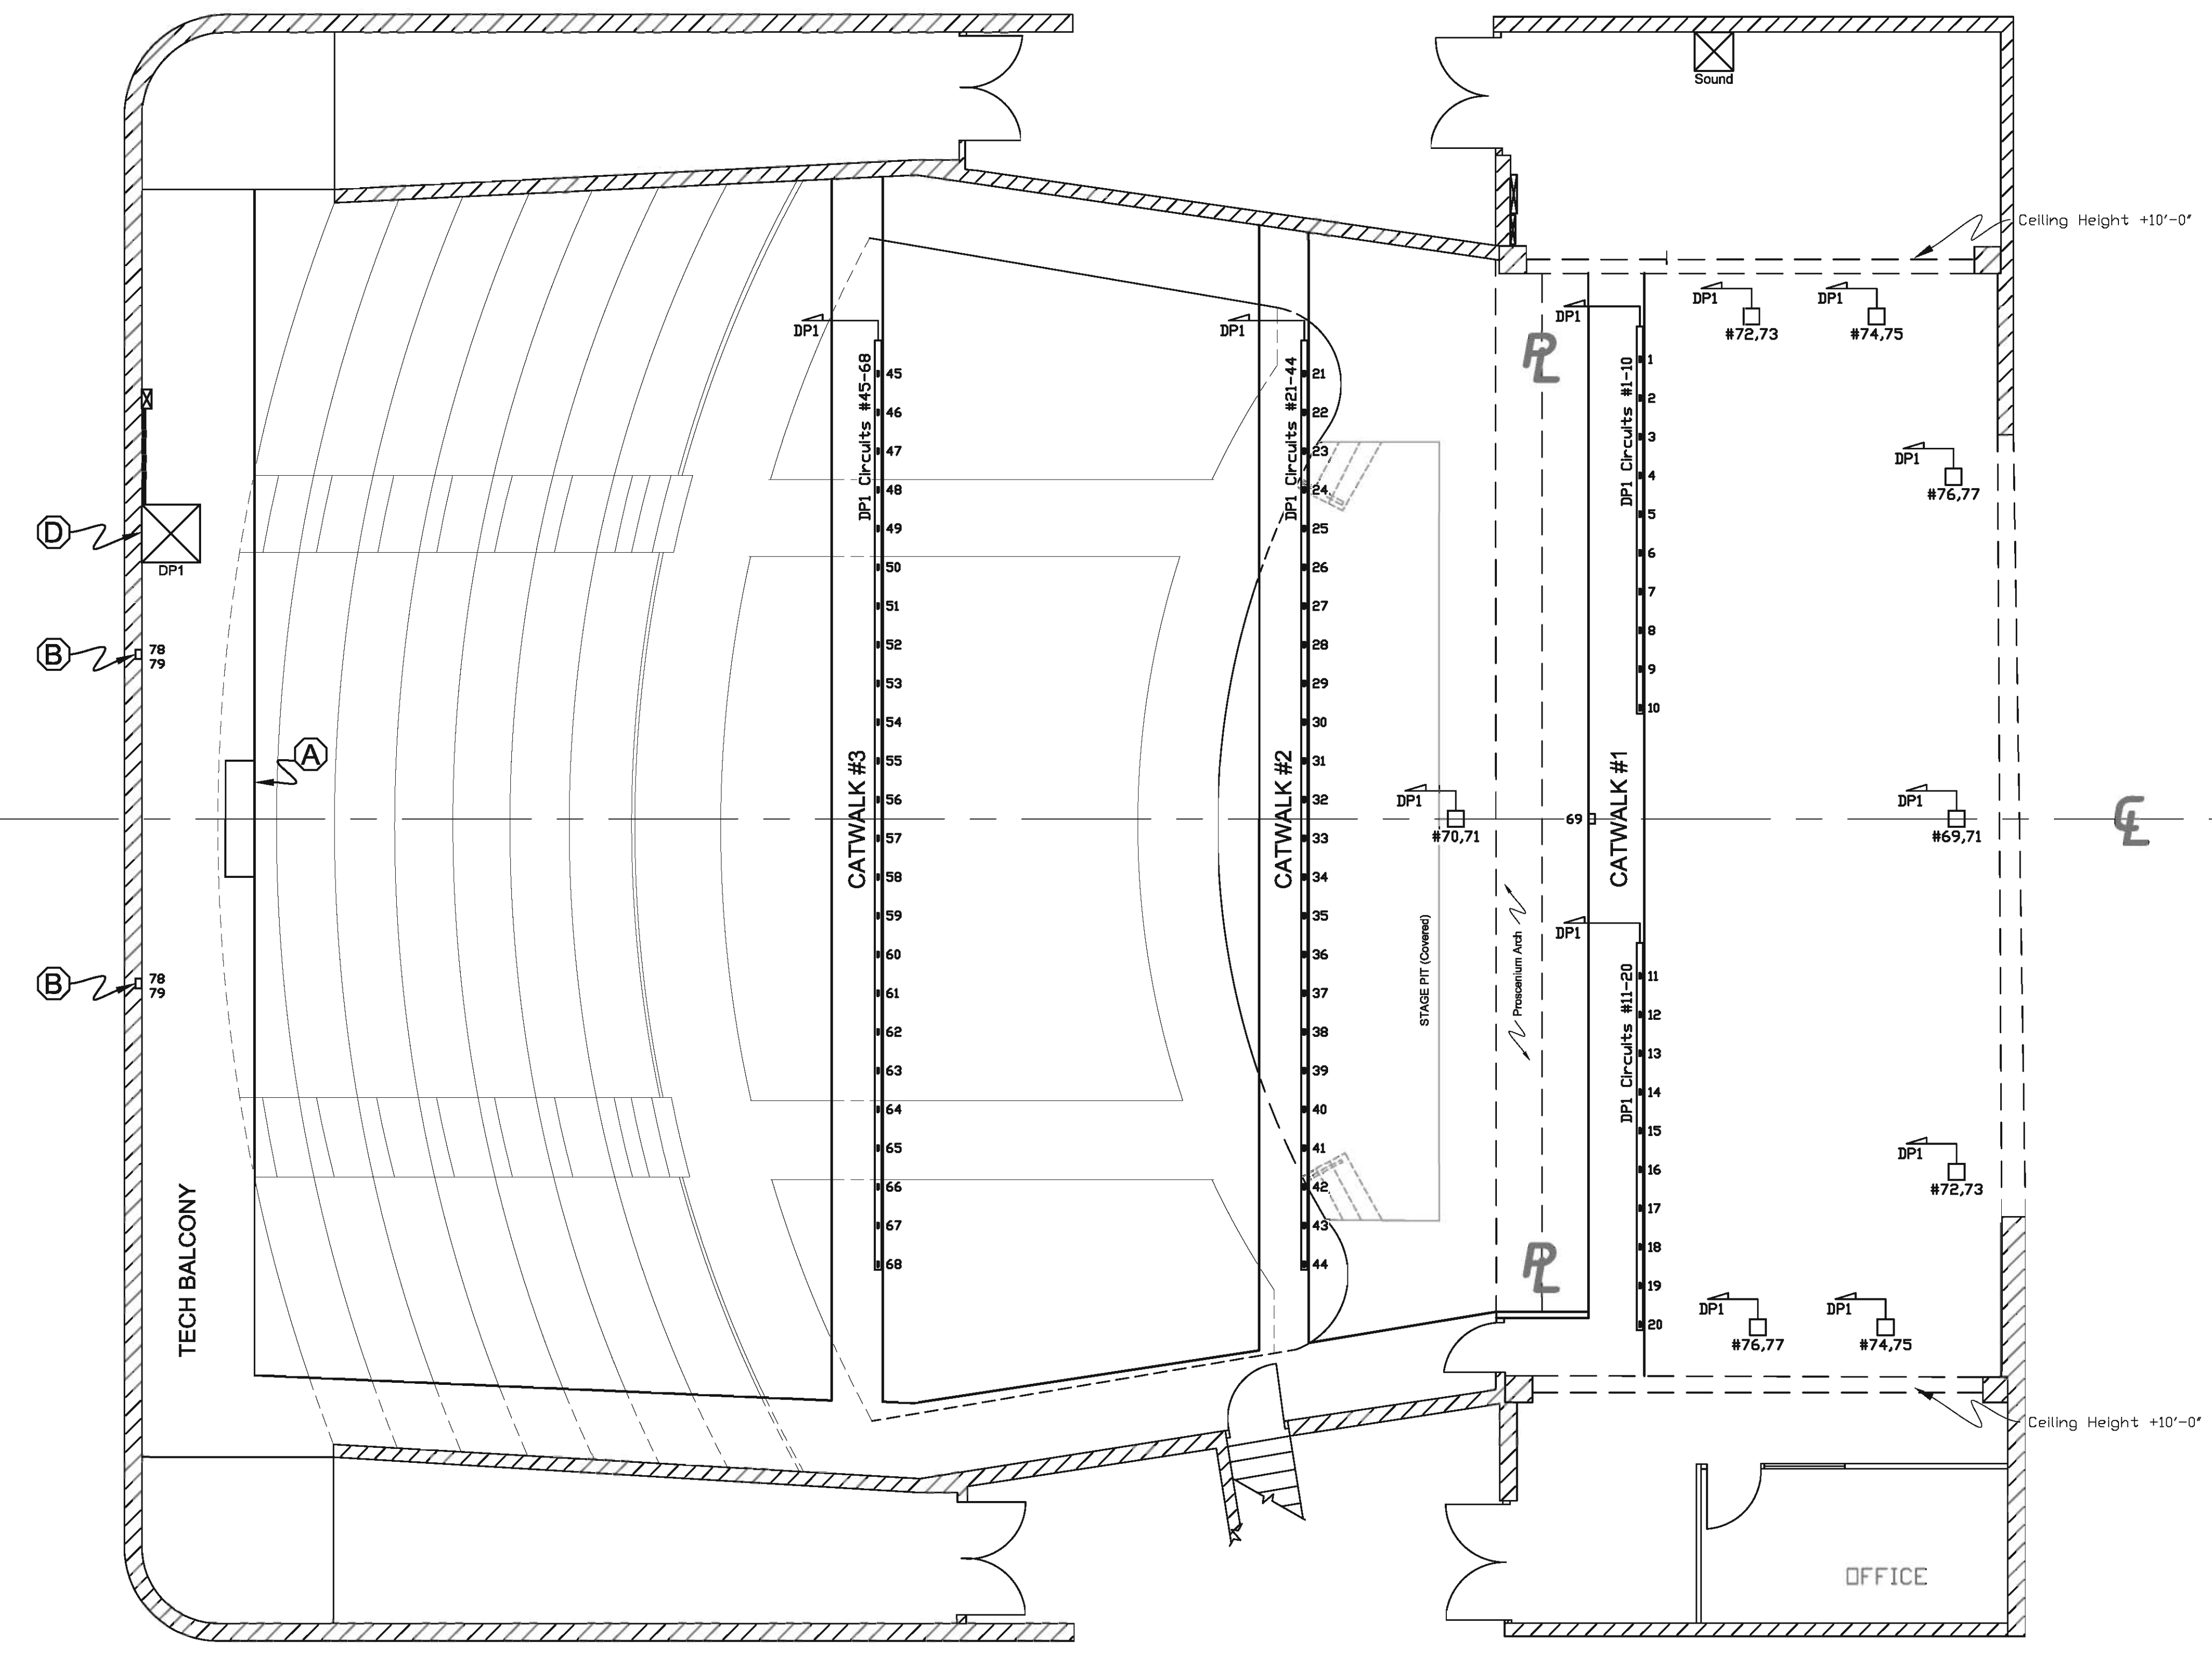 Sound
Ceiling Height +10'-0"
DP1
#72,73
DP1
#74,75
DP1
#76,77
DP1
#69,71
DP1
#72,73
DP1
#76,77
DP1
#74,75
Ceiling Height +10'-0"
OFFICE
CL
PL
PL
DP1
DP1 Circuits #1-10
1
2
3
4
5
6
7
8
9
10
CATWALK #1
69
DP1
DP1 Circuits #11-20
11
12
13
14
15
16
17
18
19
20
DP1
#70,71
Proscenium Arch
STAGE PIT (Covered)
DP1
DP1 Circuits #21-44
CATWALK #2
21
22
23
24
25
26
27
28
29
30
31
32
33
34
35
36
37
38
39
40
41
42
43
44
DP1
DP1 Circuits #45-68
CATWALK #3
45
46
47
48
49
50
51
52
53
54
55
56
57
58
59
60
61
62
63
64
65
66
67
68
D
DP1
B
78
79
A
B
78
79
TECH BALCONY